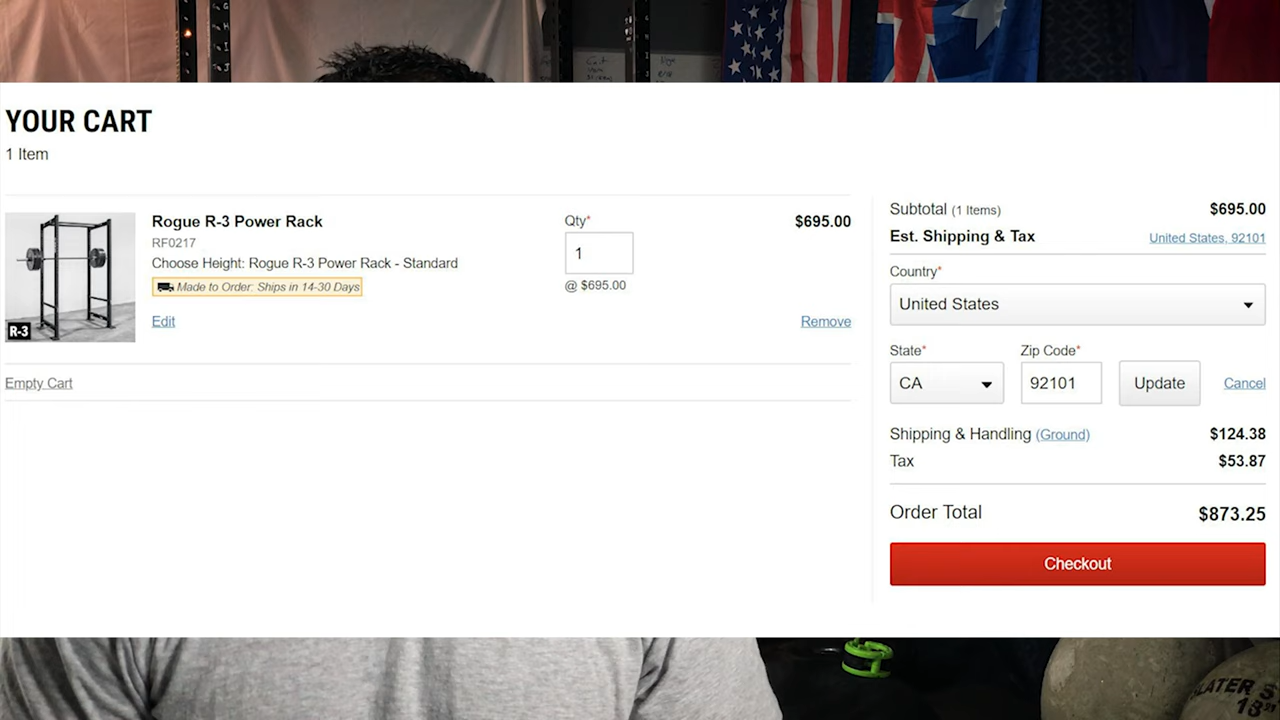 YOUR CART
1 Item
Rogue R-3 Power Rack
RF0217
Choose Height: Rogue R-3 Power Rack - Standard
Made to Order: Ships in 14-30 Days
Edit
R-3
Qty*
1
@ $695.00
$695.00
Remove
Empty Cart
Subtotal (1 Items) $695.00
Est. Shipping & Tax United States, 92101
Country*
United States
State* Zip Code*
CA 92101 Update Cancel
Shipping & Handling (Ground) $124.38
Tax $53.87
Order Total $873.25
Checkout
G
H
I
J